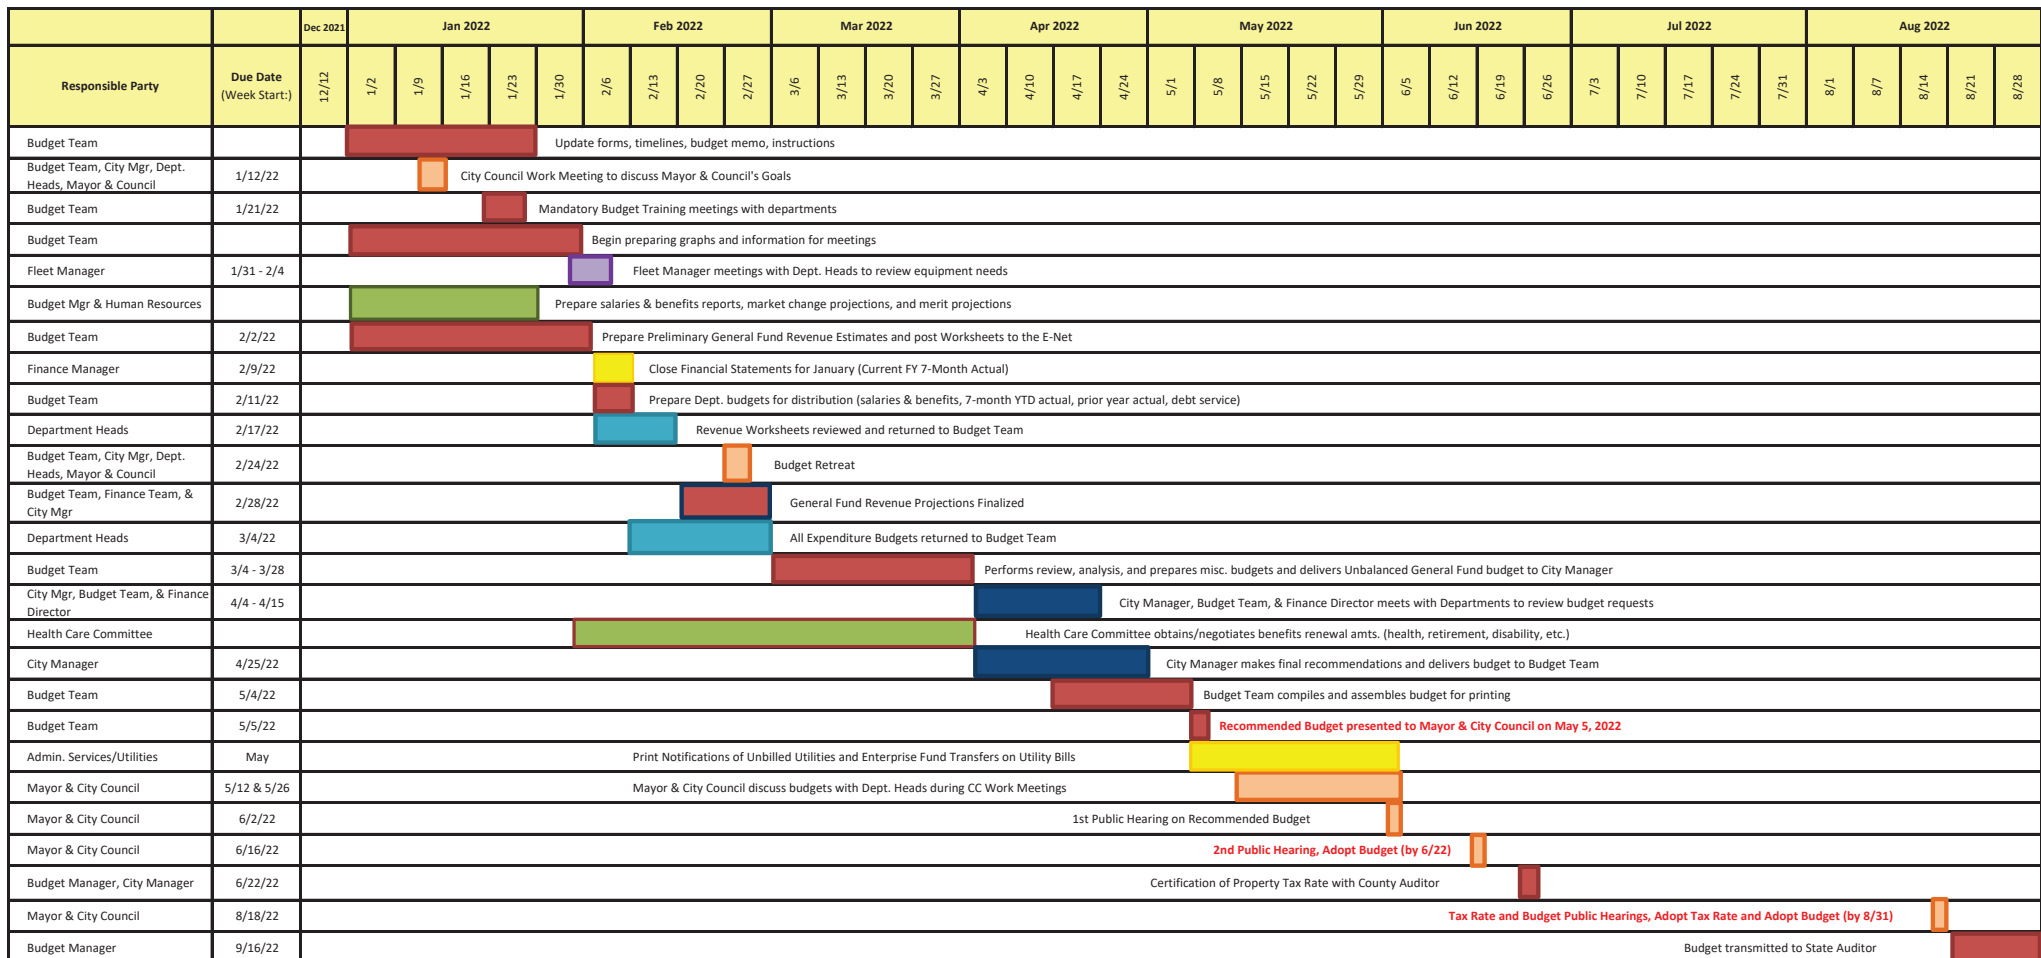 Dec 2021 Jan 2022 Feb 2022 Mar 2022 Apr 2022 May 2022 Jun 2022 Jul 2022 Aug 2022
Responsible Party Due Date (Week Start:) 12/12 1/2 1/9 1/16 1/23 1/30 2/6 2/13 2/20 2/27 3/6 3/13 3/20 3/27 4/3 4/10 4/17 4/24 5/1 5/8 5/15 5/22 5/29 6/5 6/12 6/19 6/26 7/3 7/10 7/17 7/24 7/31 8/1 8/7 8/14 8/21 8/28
Budget Team Update forms, timelines, budget memo, instructions
Budget Team, City Mgr, Dept.
Heads, Mayor & Council 1/12/22 City Council Work Meeting to discuss Mayor & Council's Goals
Budget Team 1/21/22 Mandatory Budget Training meetings with departments
Budget Team Begin preparing graphs and information for meetings
Fleet Manager 1/31 - 2/4 Fleet Manager meetings with Dept. Heads to review equipment needs
Budget Mgr & Human Resources Prepare salaries & benefits reports, market change projections, and merit projections
Budget Team 2/2/22 Prepare Preliminary General Fund Revenue Estimates and post Worksheets to the E-Net
Finance Manager 2/9/22 Close Financial Statements for January (Current FY 7-Month Actual)
Budget Team 2/11/22 Prepare Dept. budgets for distribution (salaries & benefits, 7-month YTD actual, prior year actual, debt service)
Department Heads 2/17/22 Revenue Worksheets reviewed and returned to Budget Team
Budget Team, City Mgr, Dept.
Heads, Mayor & Council 2/24/22 Budget Retreat
Budget Team, Finance Team, &
City Mgr 2/28/22 General Fund Revenue Projections Finalized
Department Heads 3/4/22 All Expenditure Budgets returned to Budget Team
Budget Team 3/4 - 3/28 Performs review, analysis, and prepares misc. budgets and delivers Unbalanced General Fund budget to City Manager
City Mgr, Budget Team, & Finance
Director 4/4 - 4/15 City Manager, Budget Team, & Finance Director meets with Departments to review budget requests
Health Care Committee Health Care Committee obtains/negotiates benefits renewal amts. (health, retirement, disability, etc.)
City Manager 4/25/22 City Manager makes final recommendations and delivers budget to Budget Team
Budget Team 5/4/22 Budget Team compiles and assembles budget for printing
Budget Team 5/5/22 Recommended Budget presented to Mayor & City Council on May 5, 2022
Admin. Services/Utilities May Print Notifications of Unbilled Utilities and Enterprise Fund Transfers on Utility Bills
Mayor & City Council 5/12 & 5/26 Mayor & City Council discuss budgets with Dept. Heads during CC Work Meetings
Mayor & City Council 6/2/22 1st Public Hearing on Recommended Budget
Mayor & City Council 6/16/22 2nd Public Hearing, Adopt Budget (by 6/22)
Budget Manager, City Manager 6/22/22 Certification of Property Tax Rate with County Auditor
Mayor & City Council 8/18/22 Tax Rate and Budget Public Hearings, Adopt Tax Rate and Adopt Budget (by 8/31)
Budget Manager 9/16/22 Budget transmitted to State Auditor